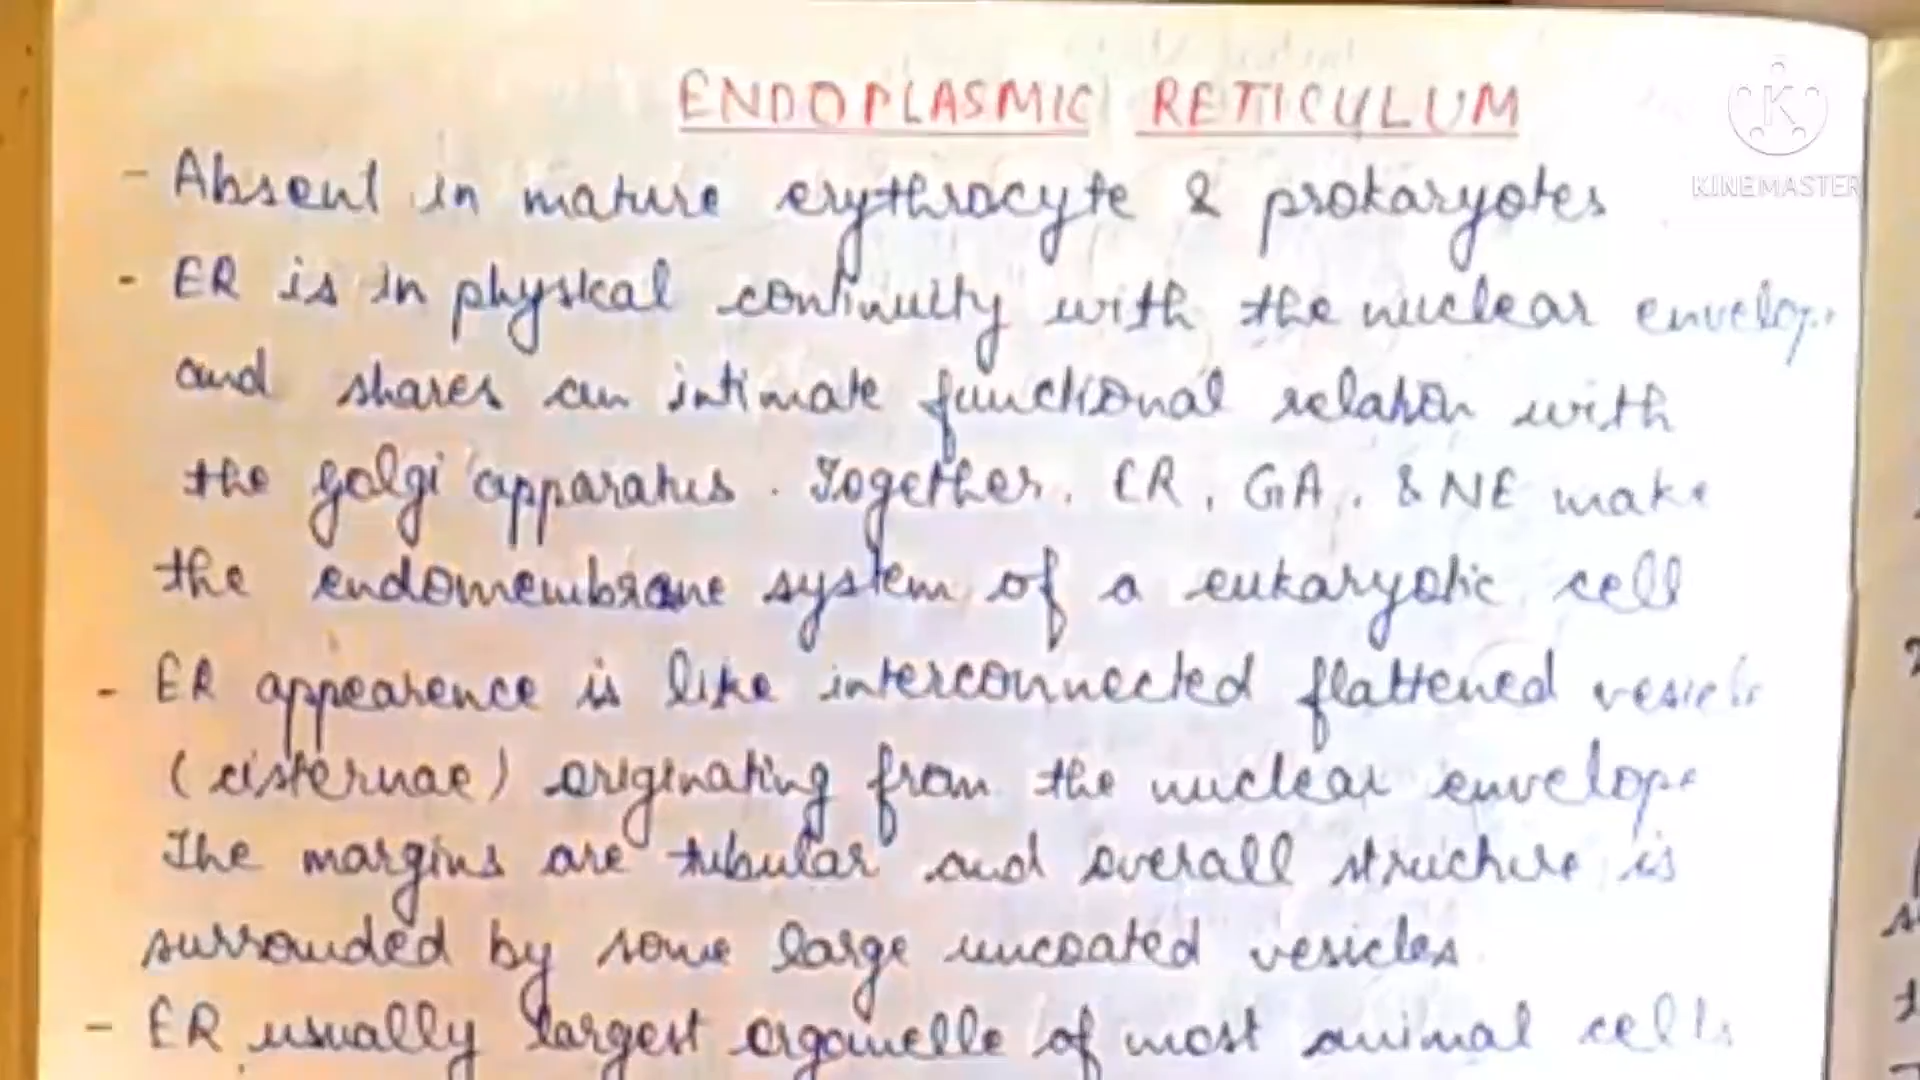 ENDOPLASMIC RETICULUM
KINEMASTER
- Absent in mature erythrocyte & prokaryotes
- ER is in physical continuity with the nuclear envelop
and shares an intimate functional relation with
the golgi apparatus. Together, ER, GA, & NE make
the endomembrane system of a eukaryotic cell
- ER appearence is like interconnected flattened
(cisternae) originating from the nuclear envelope
The margins are tubular and overall structure is
surrouded by some large uncoated vesicles.
- ER usually largest organelle of most animal cells